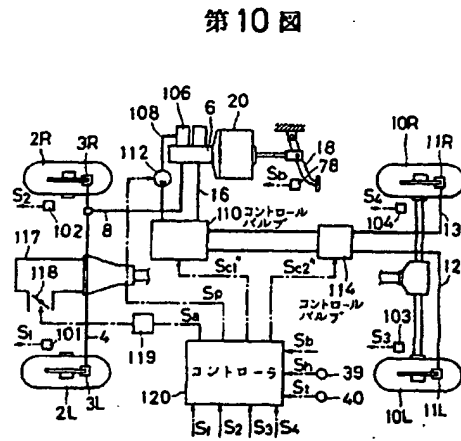 第10図
106
20
108
6
10R
2R
3R
11R
112
18
78
Sb
S2
102
16
S4
104
13
8
110 コントロールバルブ
117
118
Sc1"
Sc2"
114
コントロールバルブ
12
Sp
S1
101
4
Sa
103
S3
119
Sb
コントローラ
Sh
39
St
40
2L
3L
120
10L
11L
S1 S2 S3 S4